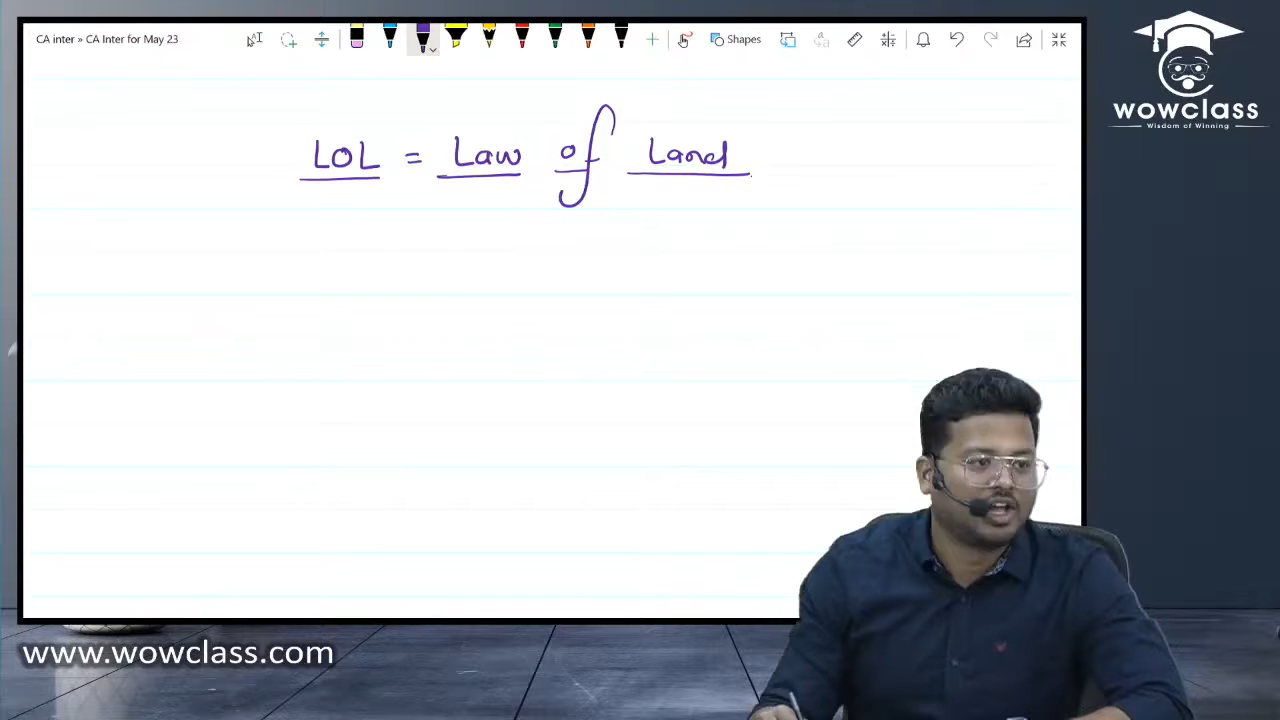 CA inter » CA Inter for May 23
Shapes
wowclass
Wisdom of Winning
LOL = Law of Land
www.wowclass.com